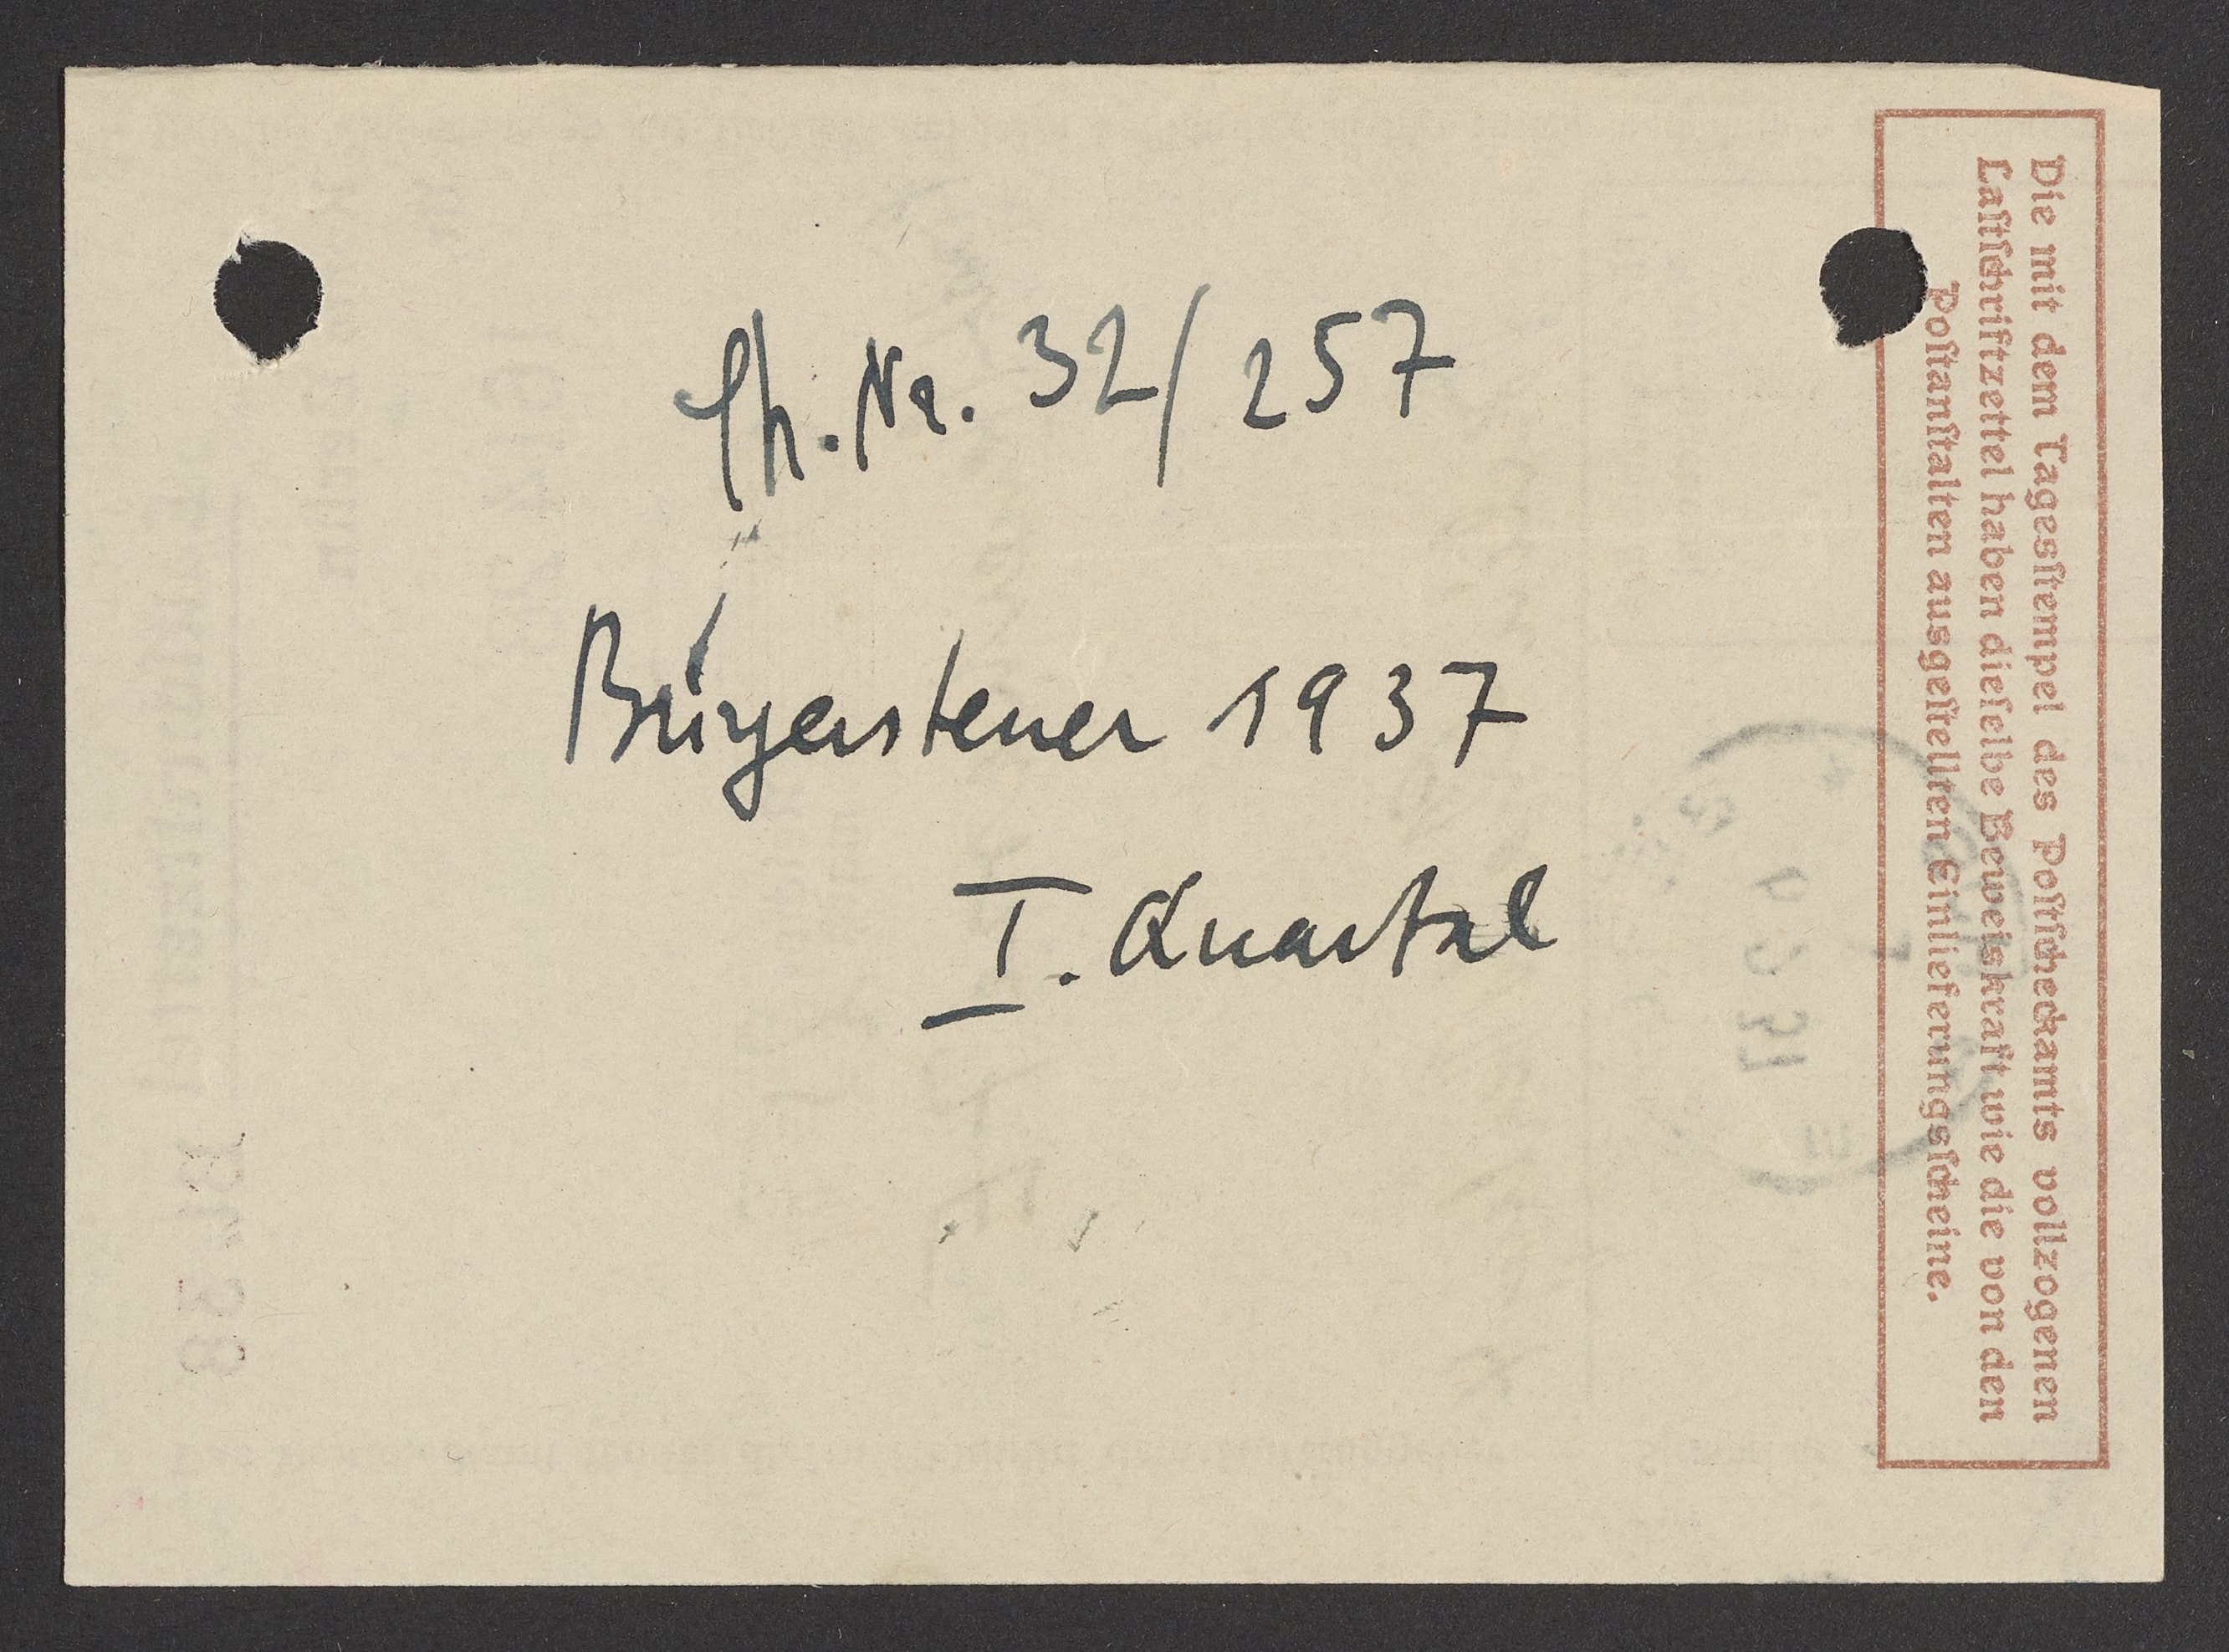 Nr. 32/257
Bürgersteuer 1937
I. Quartal
Die mit dem Tagesstempel des Postscheckamts vollzogenen
Lastschriftzettel haben dieselbe Beweiskraft wie die von den
Postanstalten ausgestellten Einlieferungsscheine.